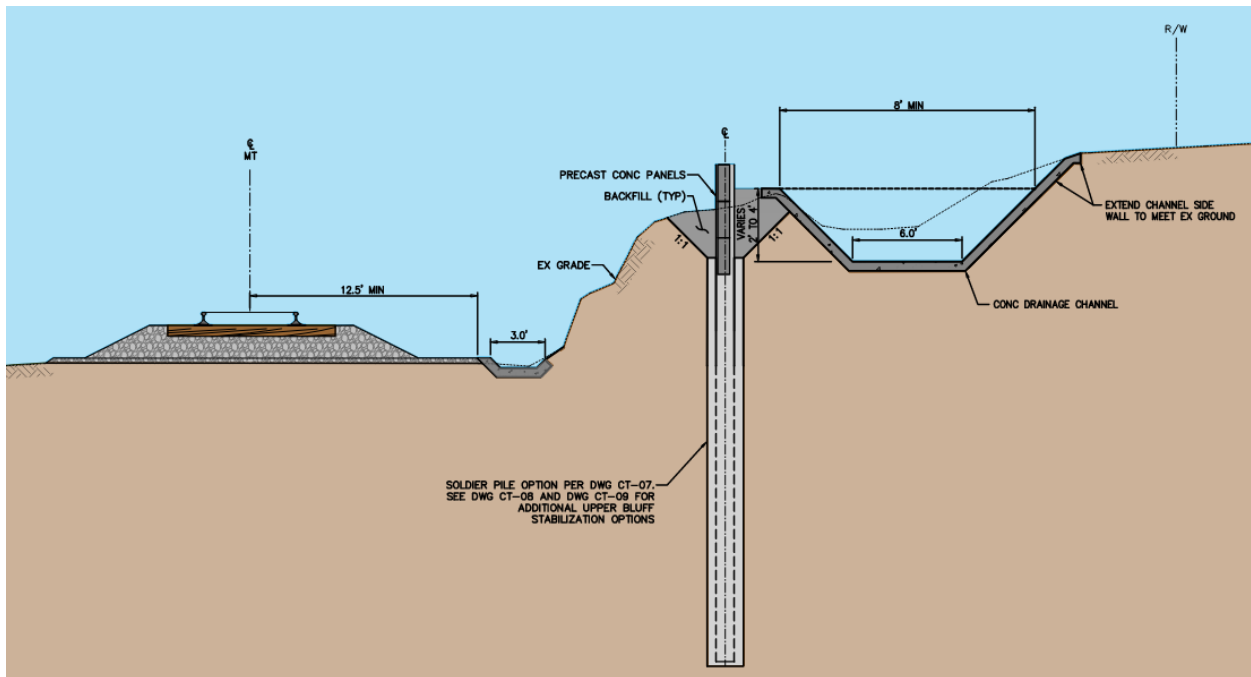 R/W
8' MIN
℄
MT
℄
PRECAST CONC PANELS
BACKFILL (TYP)
VARIES
2' TO 4'
1:1
1:1
EXTEND CHANNEL SIDE
WALL TO MEET EX GROUND
6.0'
EX GRADE
12.5' MIN
CONC DRAINAGE CHANNEL
3.0'
SOLDIER PILE OPTION PER DWG CT-07.
SEE DWG CT-08 AND DWG CT-09 FOR
ADDITIONAL UPPER BLUFF
STABILIZATION OPTIONS